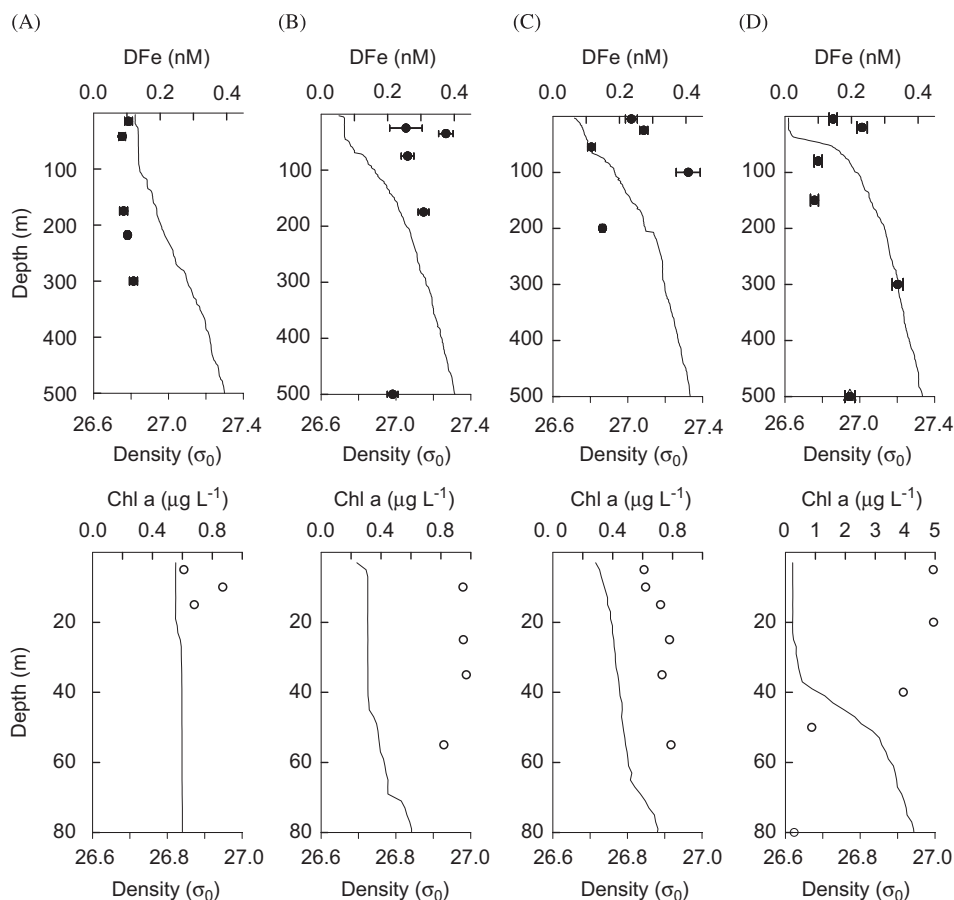 (A) (B) (C) (D)
DFe (nM) DFe (nM) DFe (nM) DFe (nM)
0.0 0.2 0.4 0.0 0.1 0.2 0.3 0.4 0.0 0.2 0.4 0.0 0.2 0.4
Depth (m)
100 100 100 100
200 200 200 200
300 300 300 300
400 400 400 400
500 500 500 500
26.6 27.0 27.4 26.6 27.0 27.4 26.6 27.0 27.4 26.6 27.0 27.4
Density (σ₀) Density (σ₀) Density (σ₀) Density (σ₀)
Chl a (μg L⁻¹) Chl a (μg L⁻¹) Chl a (μg L⁻¹) Chl a (μg L⁻¹)
0.0 0.4 0.8 0.0 0.4 0.8 0.0 0.4 0.8 0 1 2 3 4 5
Depth (m)
20 20 20 20
40 40 40 40
60 60 60 60
80 80 80 80
26.6 26.8 27.0 26.6 26.8 27.0 26.6 26.8 27.0 26.6 26.8 27.0
Density (σ₀) Density (σ₀) Density (σ₀) Density (σ₀)